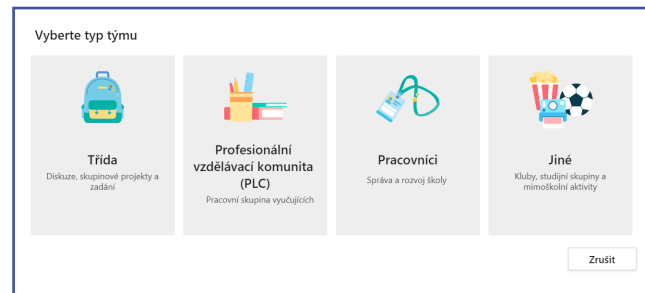 Vyberte typ týmu
Třída
Diskuze, skupinové projekty a
zadání
Profesionální
vzdělávací komunita
(PLC)
Pracovní skupina vyučujících
Pracovníci
Správa a rozvoj školy
Jiné
Kluby, studijní skupiny a
mimoškolní aktivity
Zrušit